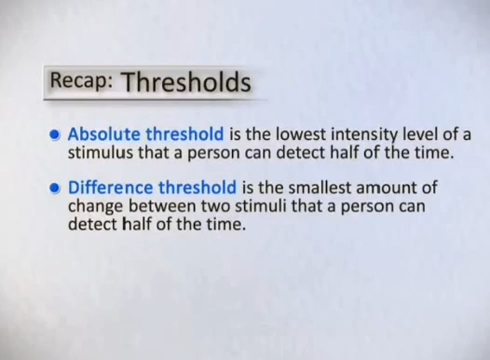 Recap: Thresholds
Absolute threshold is the lowest intensity level of a
stimulus that a person can detect half of the time.
Difference threshold is the smallest amount of
change between two stimuli that a person can
detect half of the time.